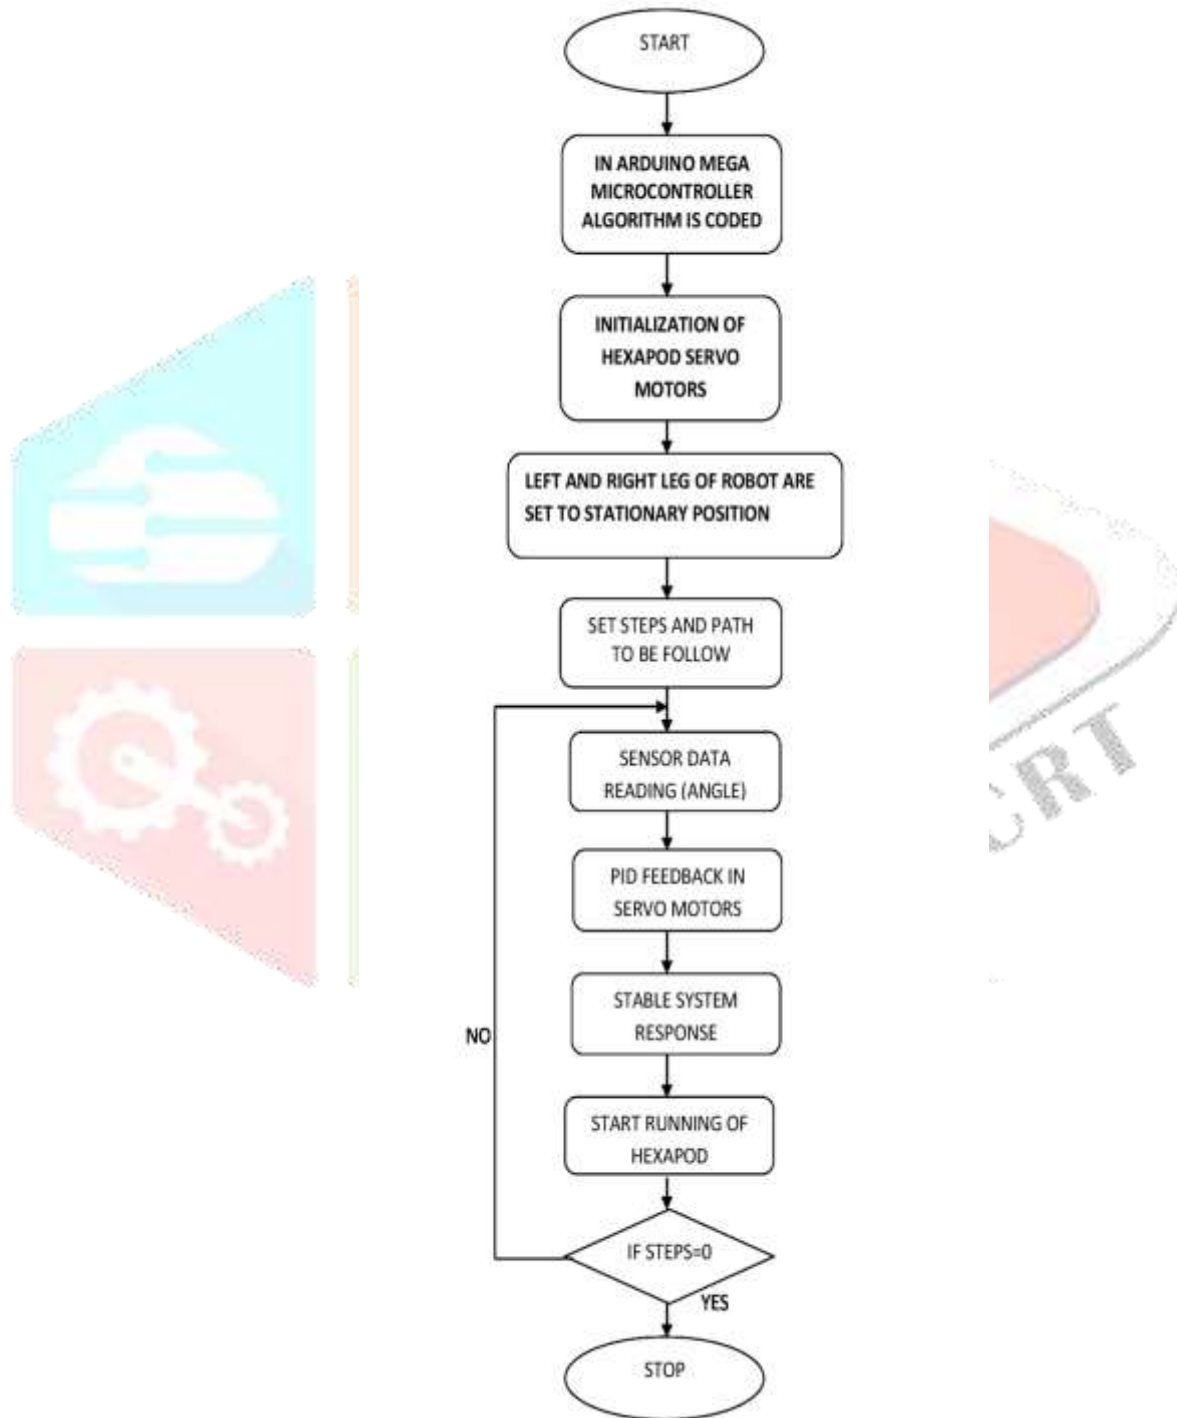 START
IN ARDUINO MEGA
MICROCONTROLLER
ALGORITHM IS CODED
INITIALIZATION OF
HEXAPOD SERVO
MOTORS
LEFT AND RIGHT LEG OF ROBOT ARE
SET TO STATIONARY POSITION
SET STEPS AND PATH
TO BE FOLLOW
SENSOR DATA
READING (ANGLE)
PID FEEDBACK IN
SERVO MOTORS
STABLE SYSTEM
RESPONSE
NO
START RUNNING OF
HEXAPOD
IF STEPS=0
YES
STOP